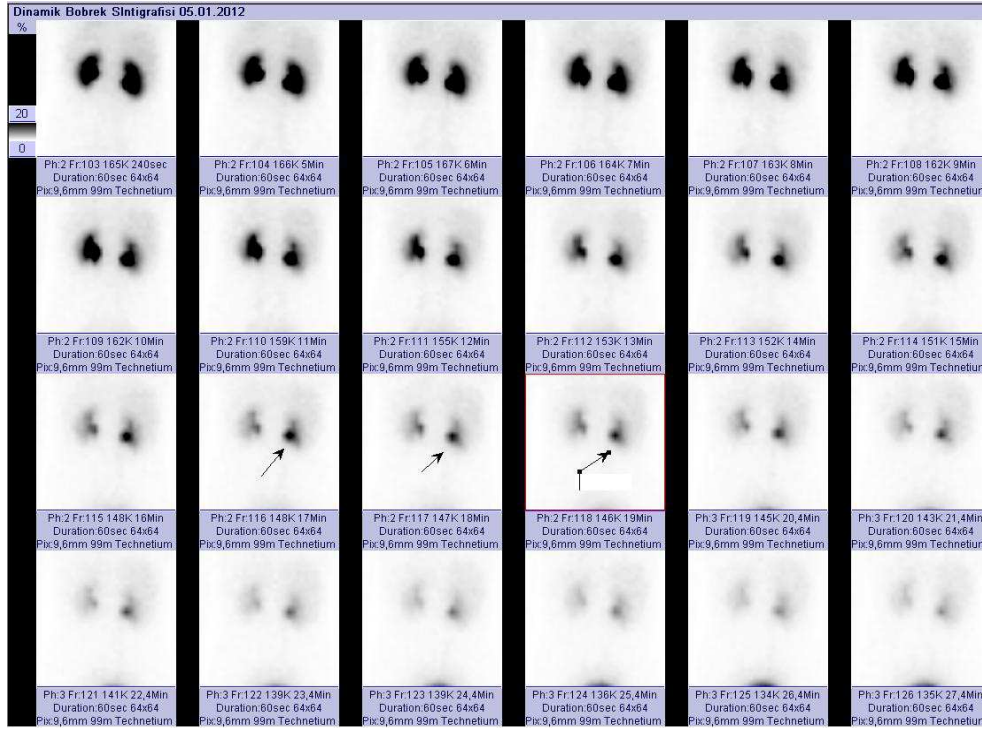 Dinamik Bobrek SIntigrafisi 05.01.2012
%
20
0
Ph:2 Fr:103 165K 240sec
Duration:60sec 64x64
Pix:9,6mm 99m Technetium
Ph:2 Fr:104 166K 5Min
Duration:60sec 64x64
Pix:9,6mm 99m Technetium
Ph:2 Fr:105 167K 6Min
Duration:60sec 64x64
Pix:9,6mm 99m Technetium
Ph:2 Fr:106 164K 7Min
Duration:60sec 64x64
Pix:9,6mm 99m Technetium
Ph:2 Fr:107 163K 8Min
Duration:60sec 64x64
Pix:9,6mm 99m Technetium
Ph:2 Fr:108 162K 9Min
Duration:60sec 64x64
Pix:9,6mm 99m Technetium
Ph:2 Fr:109 162K 10Min
Duration:60sec 64x64
Pix:9,6mm 99m Technetium
Ph:2 Fr:110 159K 11Min
Duration:60sec 64x64
Pix:9,6mm 99m Technetium
Ph:2 Fr:111 155K 12Min
Duration:60sec 64x64
Pix:9,6mm 99m Technetium
Ph:2 Fr:112 153K 13Min
Duration:60sec 64x64
Pix:9,6mm 99m Technetium
Ph:2 Fr:113 152K 14Min
Duration:60sec 64x64
Pix:9,6mm 99m Technetium
Ph:2 Fr:114 151K 15Min
Duration:60sec 64x64
Pix:9,6mm 99m Technetium
Ph:2 Fr:115 148K 16Min
Duration:60sec 64x64
Pix:9,6mm 99m Technetium
Ph:2 Fr:116 148K 17Min
Duration:60sec 64x64
Pix:9,6mm 99m Technetium
Ph:2 Fr:117 147K 18Min
Duration:60sec 64x64
Pix:9,6mm 99m Technetium
Ph:2 Fr:118 146K 19Min
Duration:60sec 64x64
Pix:9,6mm 99m Technetium
Ph:3 Fr:119 145K 20,4Min
Duration:60sec 64x64
Pix:9,6mm 99m Technetium
Ph:3 Fr:120 143K 21,4Min
Duration:60sec 64x64
Pix:9,6mm 99m Technetium
Ph:3 Fr:121 141K 22,4Min
Duration:60sec 64x64
Pix:9,6mm 99m Technetium
Ph:3 Fr:122 139K 23,4Min
Duration:60sec 64x64
Pix:9,6mm 99m Technetium
Ph:3 Fr:123 139K 24,4Min
Duration:60sec 64x64
Pix:9,6mm 99m Technetium
Ph:3 Fr:124 136K 25,4Min
Duration:60sec 64x64
Pix:9,6mm 99m Technetium
Ph:3 Fr:125 134K 26,4Min
Duration:60sec 64x64
Pix:9,6mm 99m Technetium
Ph:3 Fr:126 135K 27,4Min
Duration:60sec 64x64
Pix:9,6mm 99m Technetium